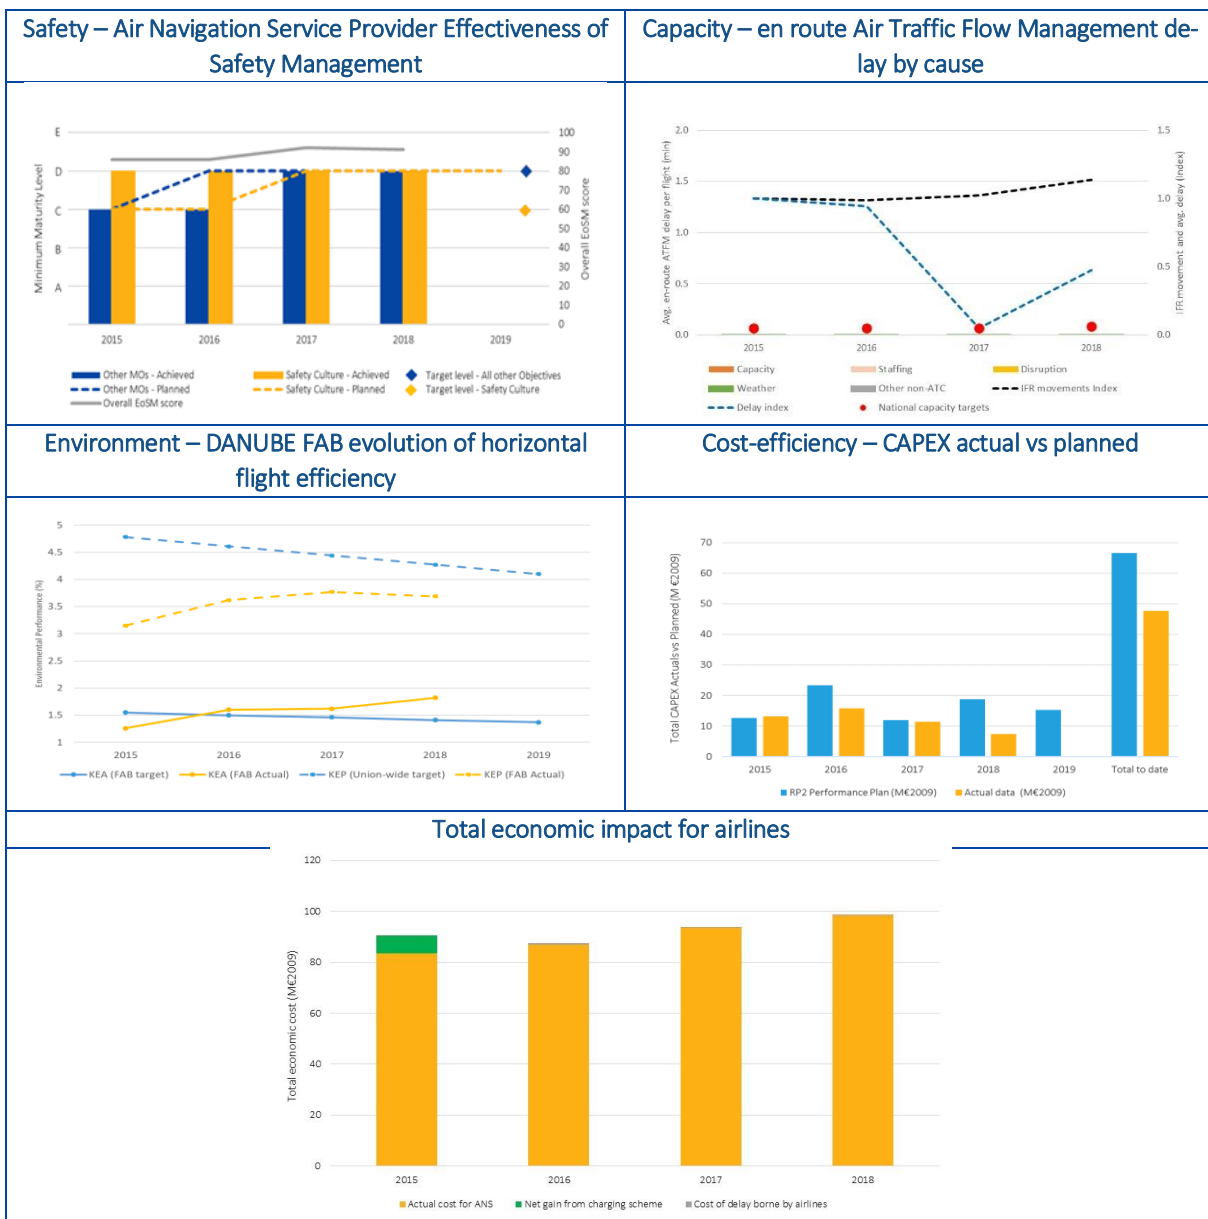 Safety – Air Navigation Service Provider Effectiveness of
Safety Management
Minimum Maturity Level
E
D
C
B
A
100
90
80
70
60
50
40
30
20
10
0
Overall EoSM score
2015 2016 2017 2018 2019
Other MOs - Achieved Safety Culture - Achieved Target level - All other Objectives
Other MOs - Planned Safety Culture - Planned Target level - Safety Culture
Overall EoSM score
Capacity – en route Air Traffic Flow Management de-
lay by cause
Avg. en-route ATFM delay per flight (min)
2.0
1.5
1.0
0.5
0.0
1.5
1.0
0.5
0.0
IFR movement and avg. delay (Index)
2015 2016 2017 2018
Capacity Staffing Disruption
Weather Other non-ATC IFR movements Index
Delay index National capacity targets
Environment – DANUBE FAB evolution of horizontal
flight efficiency
Environmental Performance (%)
5
4.5
4
3.5
3
2.5
2
1.5
1
2015 2016 2017 2018 2019
KEA (FAB target) KEA (FAB Actual) KEP (Union-wide target) KEP (FAB Actual)
Cost-efficiency – CAPEX actual vs planned
Total CAPEX Actuals vs Planned (M €2009)
70
60
50
40
30
20
10
0
2015 2016 2017 2018 2019 Total to date
RP2 Performance Plan (M€2009) Actual data (M€2009)
Total economic impact for airlines
Total economic cost (M€2009)
120
100
80
60
40
20
0
2015 2016 2017 2018
Actual cost for ANS Net gain from charging scheme Cost of delay borne by airlines